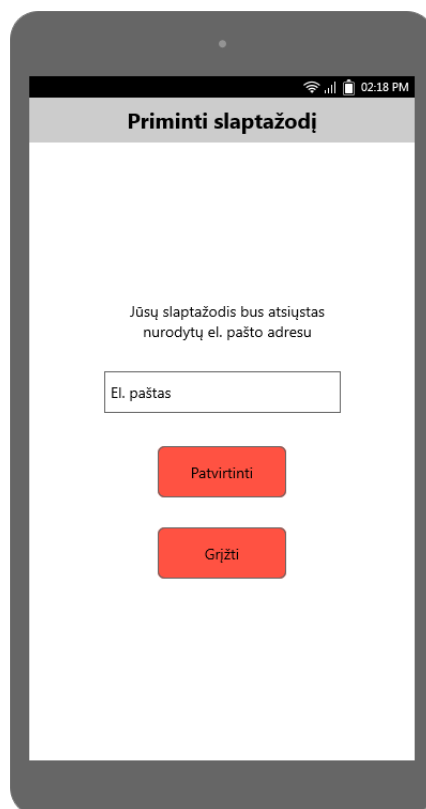 02:18 PM
Priminti slaptažodį
Jūsų slaptažodis bus atsiųstas
nurodytų el. pašto adresu
El. paštas
Patvirtinti
Grįžti